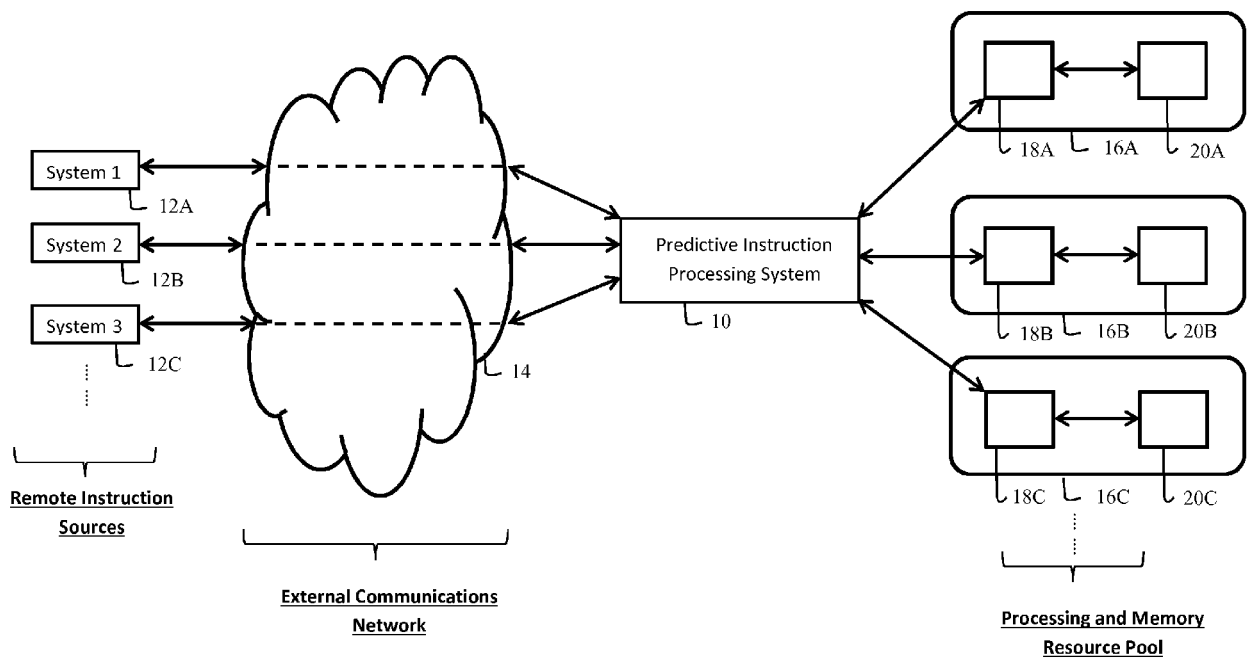 System 1
12A
System 2
12B
System 3
12C
Remote Instruction
Sources
14
External Communications
Network
Predictive Instruction
Processing System
10
18A
16A
20A
18B
16B
20B
18C
16C
20C
Processing and Memory
Resource Pool